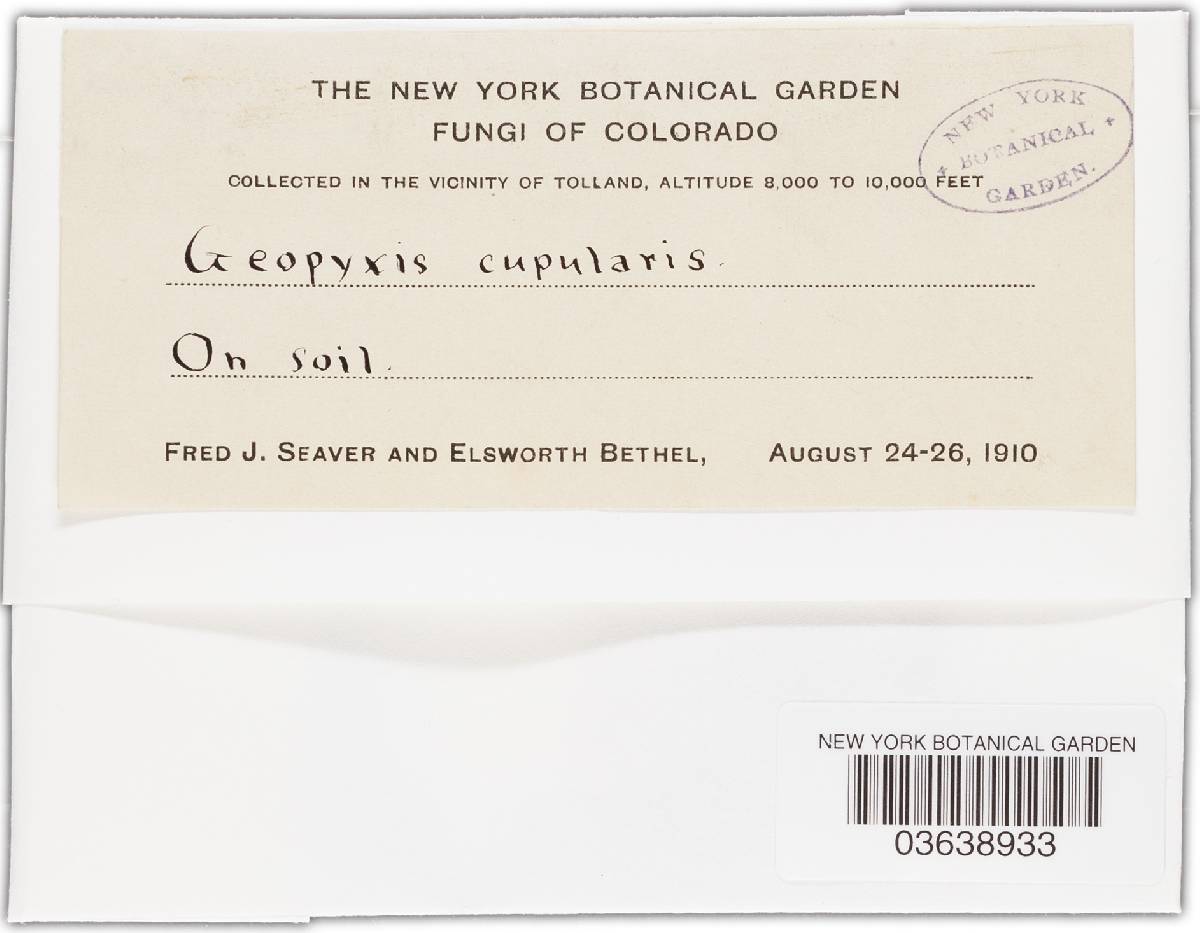 THE NEW YORK BOTANICAL GARDEN
FUNGI OF COLORADO
COLLECTED IN THE VICINITY OF TOLLAND, ALTITUDE 8,000 TO 10,000 FEET
NEW YORK
BOTANICAL
GARDEN.
Geopyxis cupularis.
On soil.
FRED J. SEAVER AND ELSWORTH BETHEL, AUGUST 24-26, 1910
NEW YORK BOTANICAL GARDEN
03638933